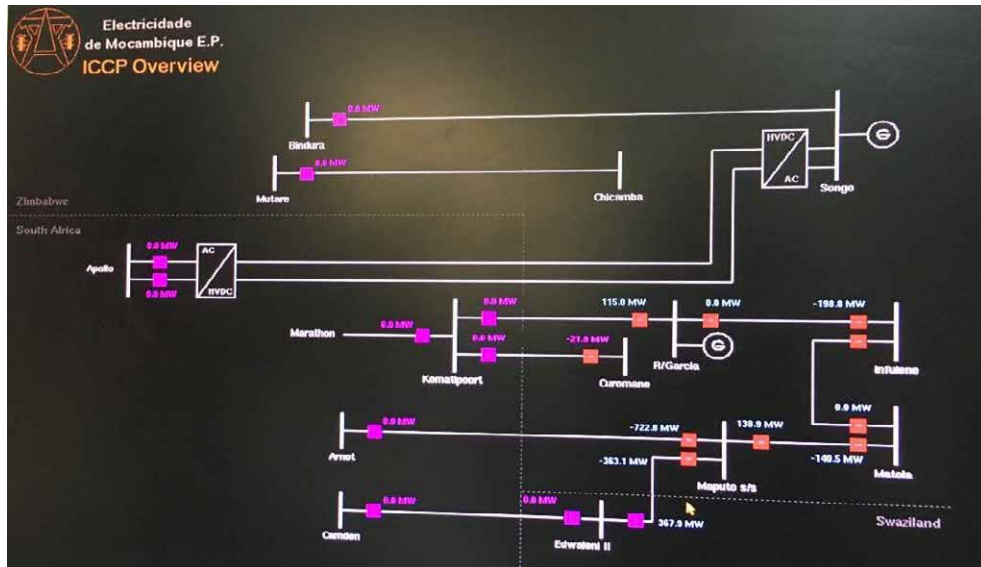 Electricidade
de Mocambique E.P.
ICCP Overview
0.0 MW
Bindura
HVDC
AC
G
Songo
0.0 MW
Mutare
Chicamba
Zimbabwe
South Africa
0.0 MW
AC
HVDC
Apollo
0.0 MW
0.0 MW
115.0 MW
0.0 MW
-198.8 MW
Marathon
0.0 MW
0.0 MW
-21.9 MW
G
Komatipoort
Curomane
R/Garcia
Infulene
0.0 MW
0.0 MW
-722.8 MW
138.9 MW
Arnot
-363.1 MW
-140.5 MW
Matola
Maputo s/s
0.0 MW
0.0 MW
367.9 MW
Swaziland
Camden
Edwaleni II